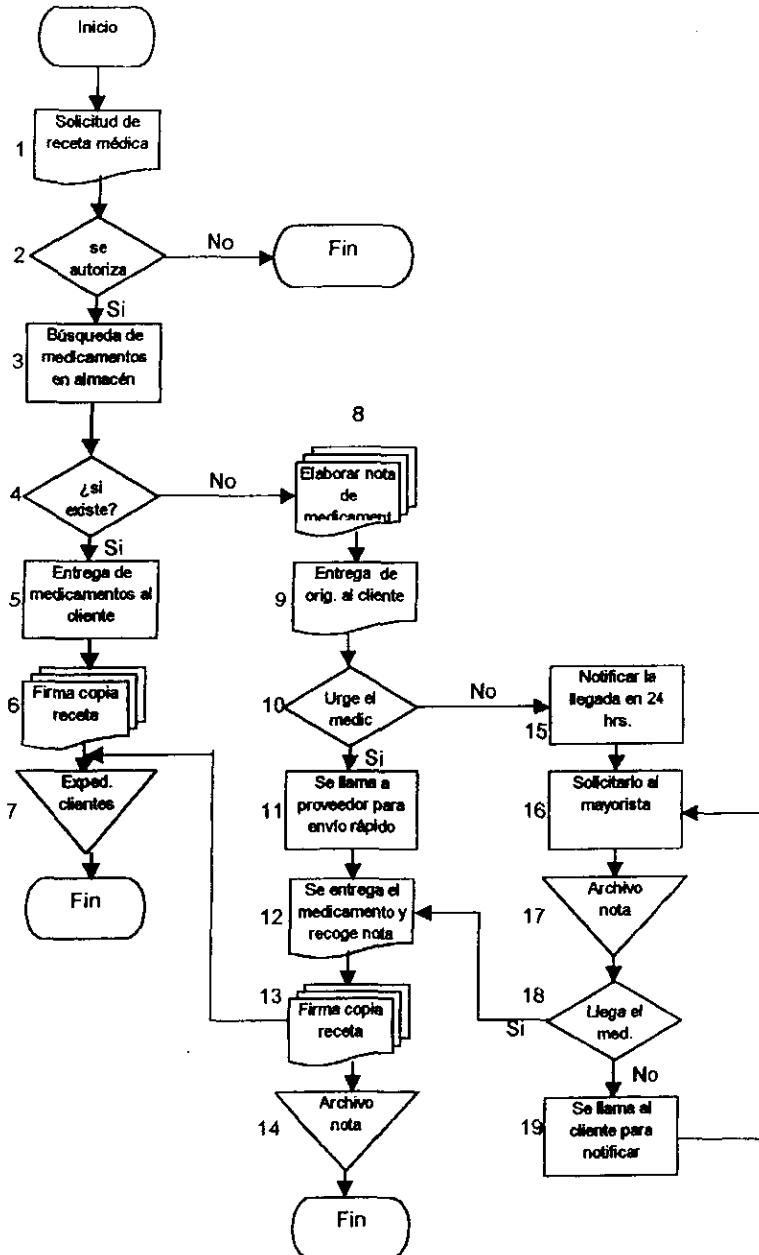 Inicio
1
Solicitud de
receta médica
2
se
autoriza
No
Fin
Si
3
Búsqueda de
medicamentos
en almacén
4
¿si
existe?
No
8
Elaborar nota
de
medicament
Si
5
Entrega de
medicamentos al
cliente
9
Entrega de
orig. al cliente
6
Firma copia
receta
10
Urge el
medic
No
15
Notificar la
llegada en 24
hrs.
7
Exped.
clientes
Si
11
Se llama a
proveedor para
envío rápido
16
Solicitarlo al
mayorista
Fin
12
Se entrega el
medicamento y
recoge nota
17
Archivo
nota
13
Firma copia
receta
18
Llega el
med.
Si
No
14
Archivo
nota
19
Se llama al
cliente para
notificar
Fin